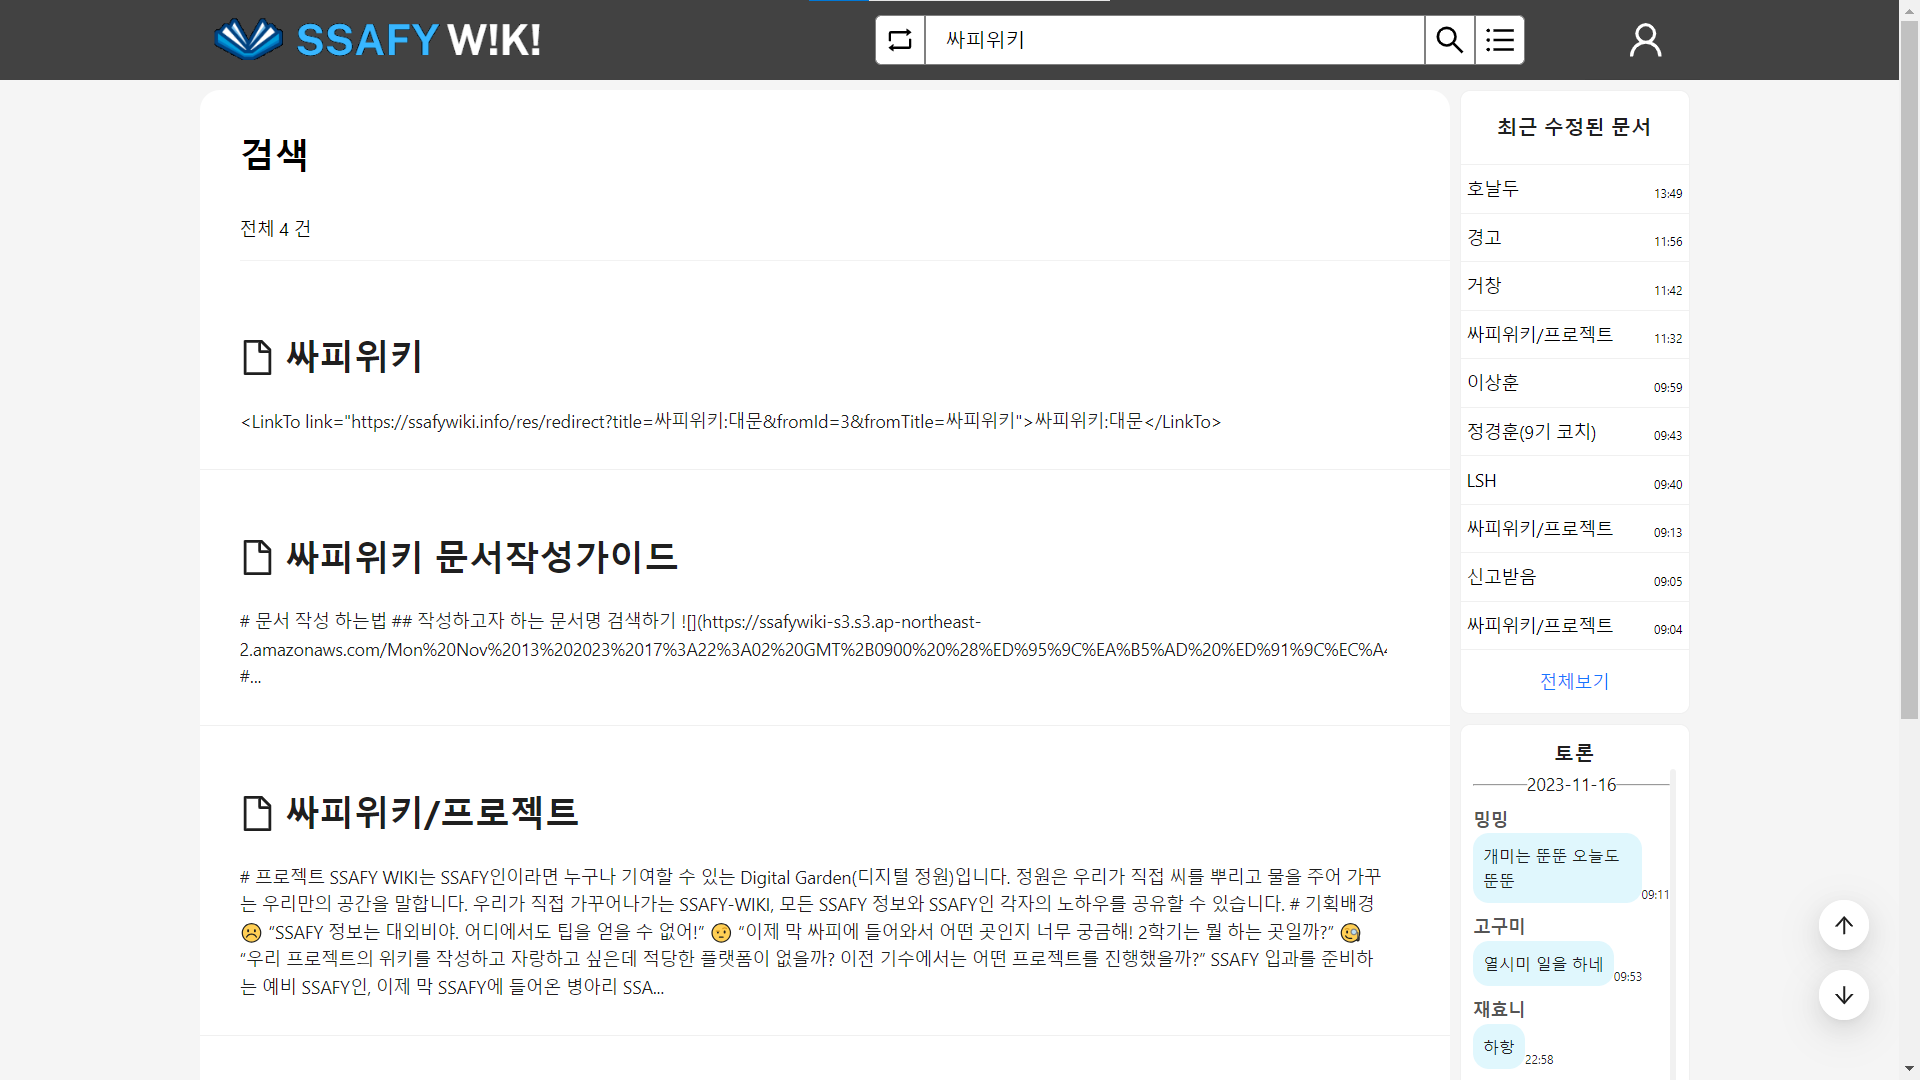 SSAFY W!K!
싸피위키
검색
전체 4 건
싸피위키
<LinkTo link="https://ssafywiki.info/res/redirect?title=싸피위키:대문&fromId=3&fromTitle=싸피위키">싸피위키:대문</LinkTo>
싸피위키 문서작성가이드
# 문서 작성 하는법 ## 작성하고자 하는 문서명 검색하기 ![](https://ssafywiki-s3.s3.ap-northeast-
2.amazonaws.com/Mon%20Nov%2013%202023%2017%3A22%3A02%20GMT%2B0900%20%28%ED%95%9C%EA%B5%AD%20%ED%91%9C%EC%A4
#...
싸피위키/프로젝트
# 프로젝트 SSAFY WIKI는 SSAFY인이라면 누구나 기여할 수 있는 Digital Garden(디지털 정원)입니다. 정원은 우리가 직접 씨를 뿌리고 물을 주어 가꾸
는 우리만의 공간을 말합니다. 우리가 직접 가꾸어나가는 SSAFY-WIKI, 모든 SSAFY 정보와 SSAFY인 각자의 노하우를 공유할 수 있습니다. # 기획배경
☹️ “SSAFY 정보는 대외비야. 어디에서도 팁을 얻을 수 없어!” 🤨 “이제 막 싸피에 들어와서 어떤 곳인지 너무 궁금해! 2학기는 뭘 하는 곳일까?” 🧐
“우리 프로젝트의 위키를 작성하고 자랑하고 싶은데 적당한 플랫폼이 없을까? 이전 기수에서는 어떤 프로젝트를 진행했을까?” SSAFY 입과를 준비하
는 예비 SSAFY인, 이제 막 SSAFY에 들어온 병아리 SSA...
최근 수정된 문서
호날두 13:49
경고 11:56
거창 11:42
싸피위키/프로젝트 11:32
이상훈 09:59
정경훈(9기 코치) 09:43
LSH 09:40
싸피위키/프로젝트 09:13
신고받음 09:05
싸피위키/프로젝트 09:04
전체보기
토론
2023-11-16
밍밍
개미는 뚠뚠 오늘도
뚠뚠
09:11
고구미
열시미 일을 하네 09:53
재효니
하항 22:58